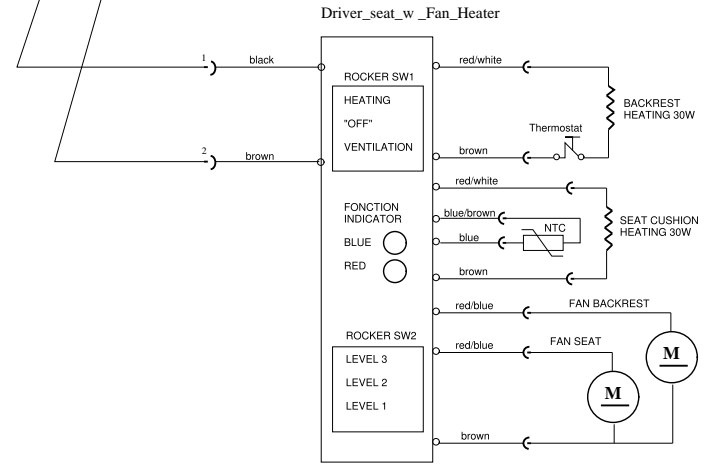 Driver_seat_w _Fan_Heater
1
black
red/white
ROCKER SW1
HEATING
"OFF"
VENTILATION
BACKREST
HEATING 30W
Thermostat
2
brown
brown
red/white
FONCTION
INDICATOR
blue/brown
NTC
SEAT CUSHION
HEATING 30W
BLUE
blue
RED
brown
red/blue
FAN BACKREST
ROCKER SW2
red/blue
FAN SEAT
M
LEVEL 3
LEVEL 2
M
LEVEL 1
brown